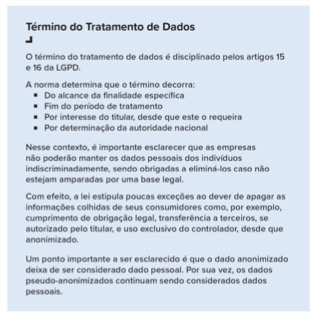 Término do Tratamento de Dados
O término do tratamento de dados é disciplinado pelos artigos 15
e 16 da LGPD.
A norma determina que o término decorra:
▪ Do alcance da finalidade específica
▪ Fim do período de tratamento
▪ Por interesse do titular, desde que este o requeira
▪ Por determinação da autoridade nacional
Nesse contexto, é importante esclarecer que as empresas
não poderão manter os dados pessoais dos indivíduos
indiscriminadamente, sendo obrigadas a eliminá-los caso não
estejam amparadas por uma base legal.
Com efeito, a lei estipula poucas exceções ao dever de apagar as
informações colhidas de seus consumidores como, por exemplo,
cumprimento de obrigação legal, transferência a terceiros, se
autorizado pelo titular, e uso exclusivo do controlador, desde que
anonimizado.
Um ponto importante a ser esclarecido é que o dado anonimizado
deixa de ser considerado dado pessoal. Por sua vez, os dados
pseudo-anonimizados continuam sendo considerados dados
pessoais.